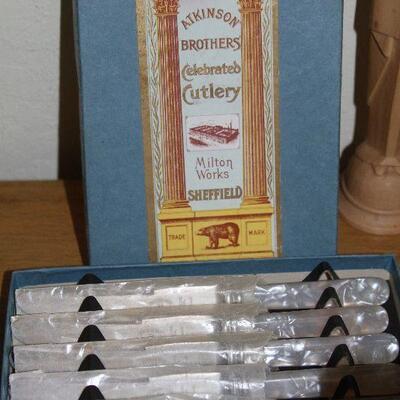 ATKINSON
BROTHERS
Celebrated
Cutlery
Milton
Works
SHEFFIELD
TRADE MARK